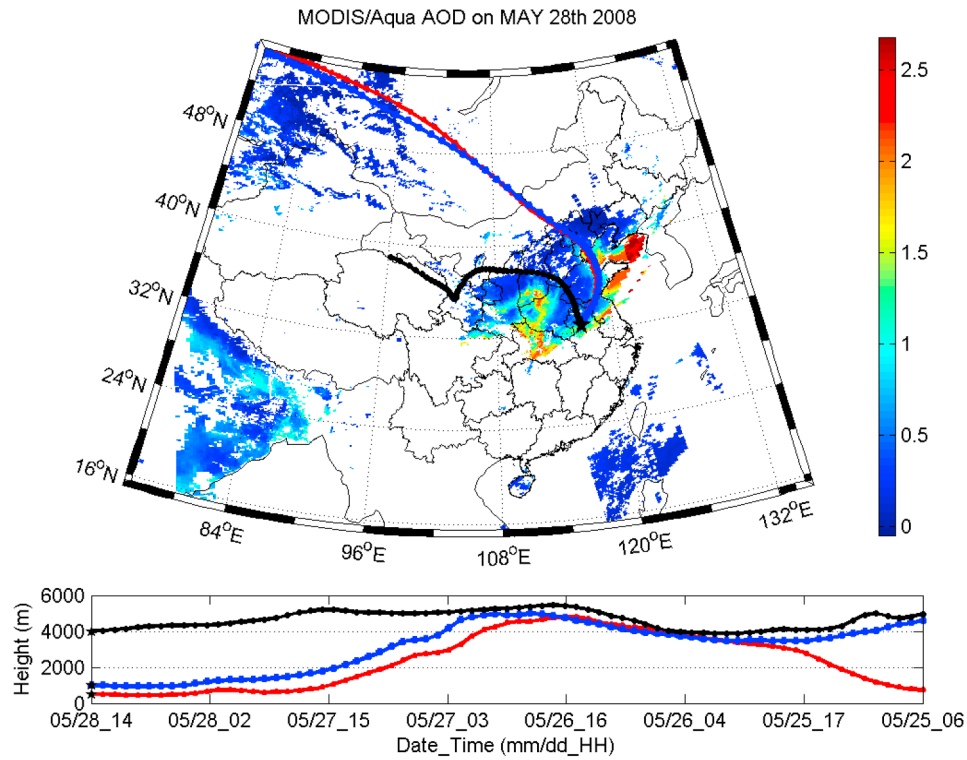 MODIS/Aqua AOD on MAY 28th 2008
48°N
40°N
32°N
24°N
16°N
84°E
96°E
108°E
120°E
132°E
2.5
2
1.5
1
0.5
0
6000
4000
2000
0
Height (m)
05/28_14 05/28_02 05/27_15 05/27_03 05/26_16 05/26_04 05/25_17 05/25_06
Date_Time (mm/dd_HH)